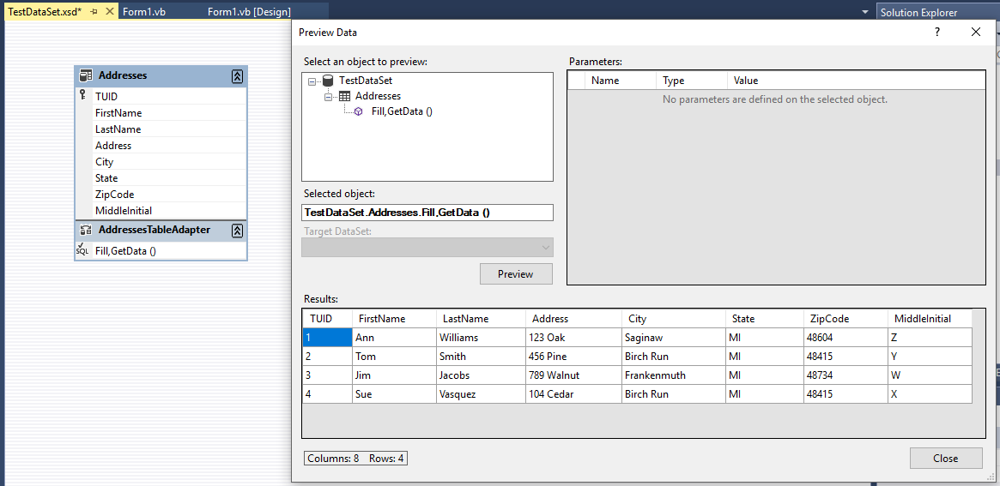 TestDataSet.xsd* Form1.vb Form1.vb [Design]
Solution Explorer
Addresses
TUID
FirstName
LastName
Address
City
State
ZipCode
MiddleInitial
AddressesTableAdapter
SQL Fill,GetData ()
Preview Data ?
Select an object to preview:
TestDataSet
Addresses
Fill,GetData ()
Selected object:
TestDataSet.Addresses.Fill,GetData ()
Target DataSet:
Preview
Parameters:
Name Type Value
No parameters are defined on the selected object.
Results:
TUID FirstName LastName Address City State ZipCode MiddleInitial
1 Ann Williams 123 Oak Saginaw MI 48604 Z
2 Tom Smith 456 Pine Birch Run MI 48415 Y
3 Jim Jacobs 789 Walnut Frankenmuth MI 48734 W
4 Sue Vasquez 104 Cedar Birch Run MI 48415 X
Columns: 8 Rows: 4
Close